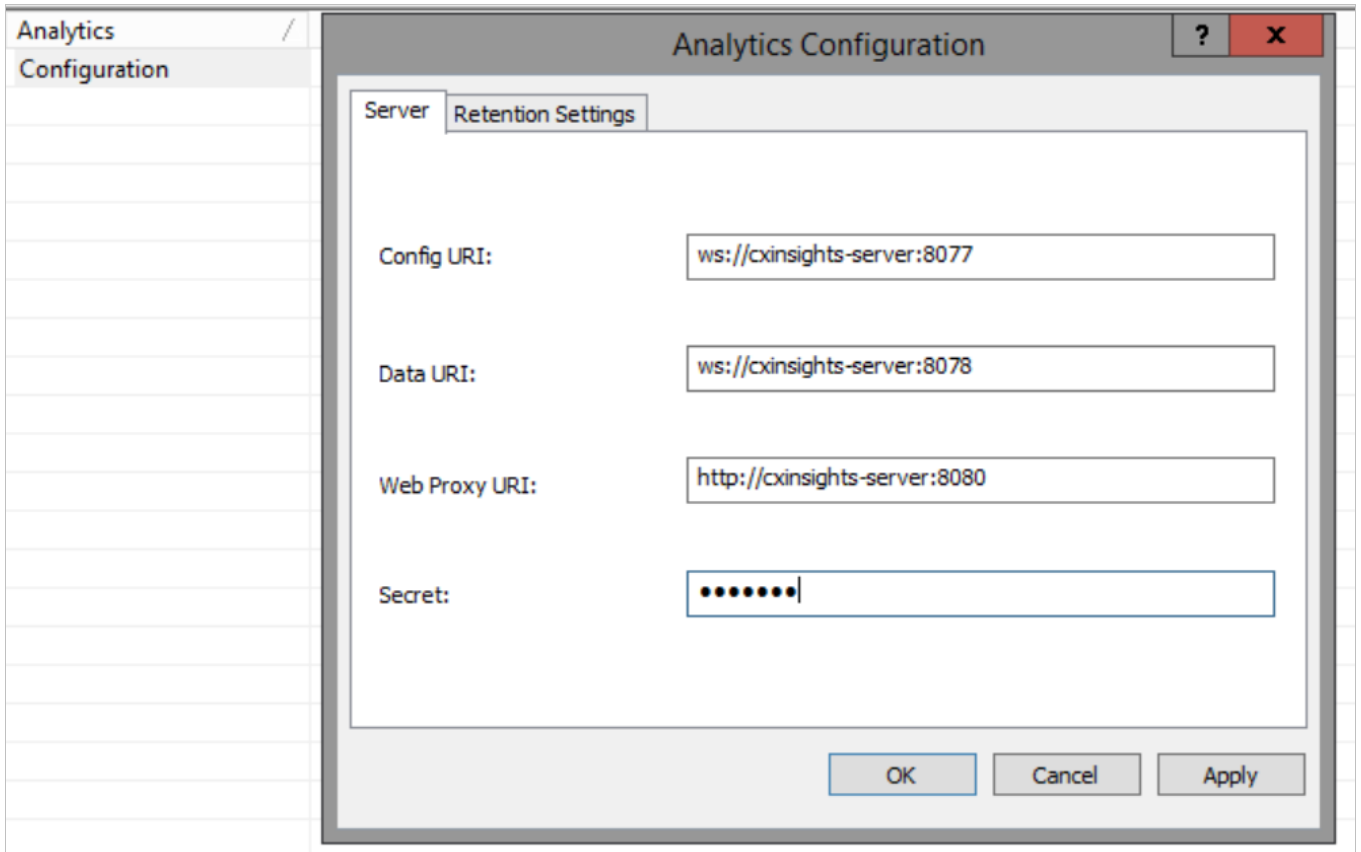 Analytics
Configuration
Analytics Configuration
?
x
Server
Retention Settings
Config URI:
ws://cxinsights-server:8077
Data URI:
ws://cxinsights-server:8078
Web Proxy URI:
http://cxinsights-server:8080
Secret:
•••••••
OK
Cancel
Apply